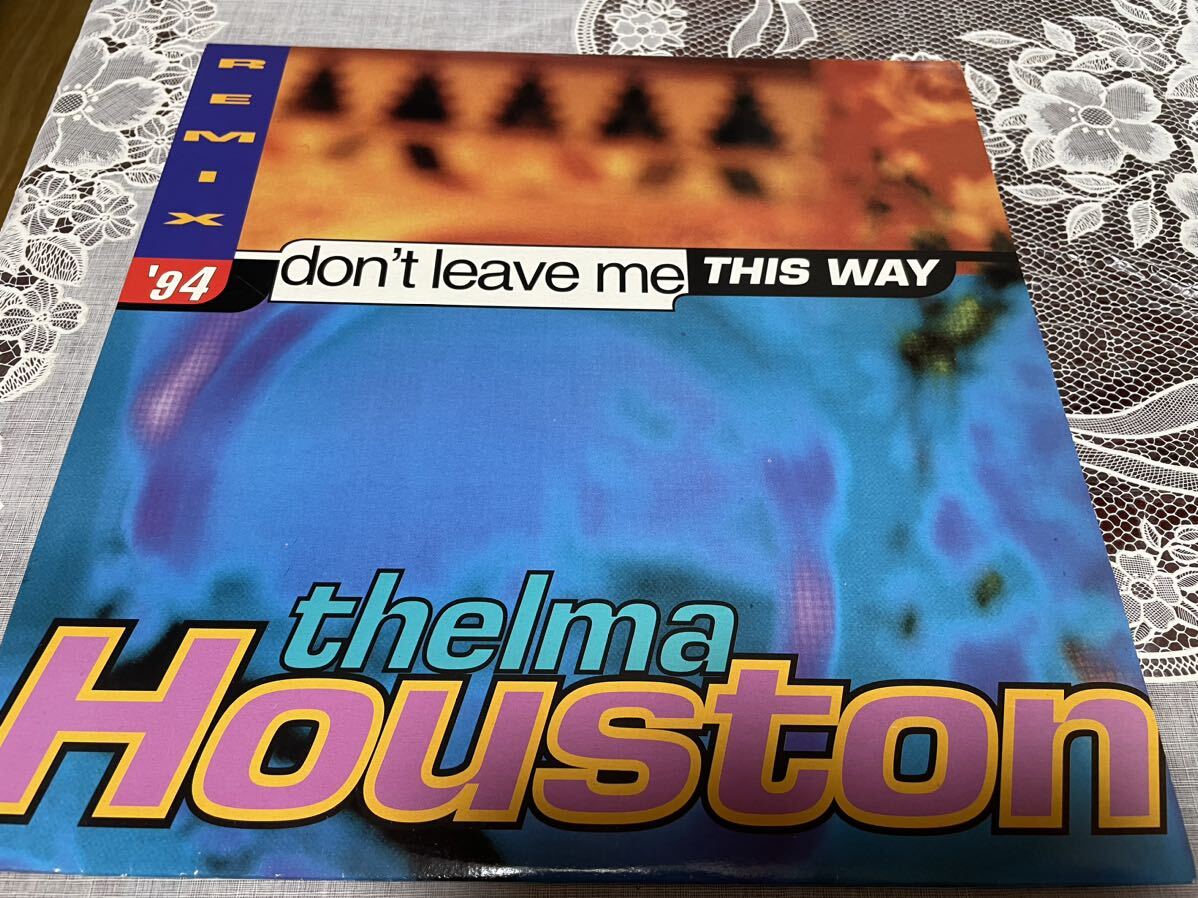 REMIX
'94
don't leave me THIS WAY
thelma
Houston